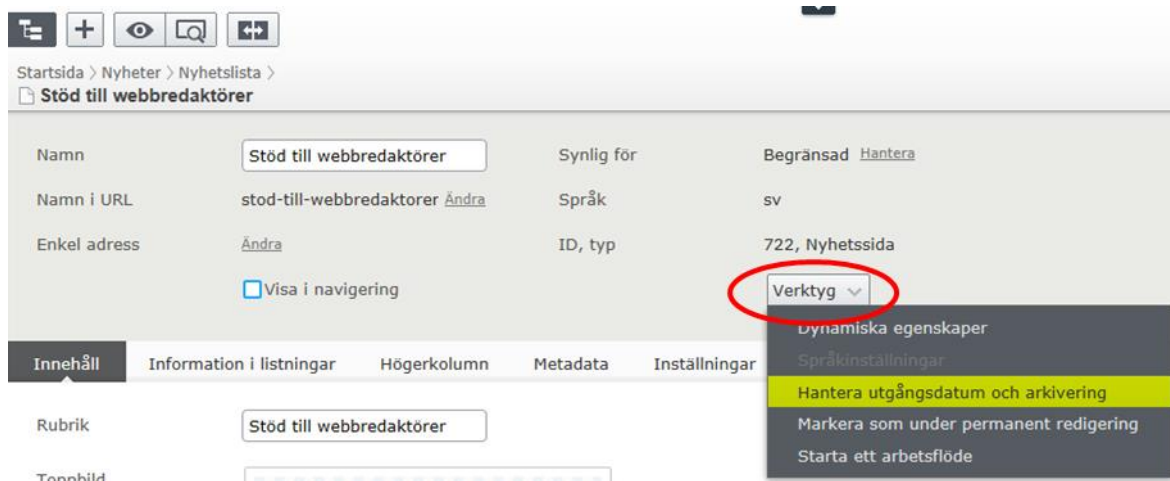 Startsida > Nyheter > Nyhetslista >
Stöd till webbredaktörer
Namn
Stöd till webbredaktörer
Synlig för
Begränsad Hantera
Namn i URL
stod-till-webbredaktorer Ändra
Språk
sv
Enkel adress
Ändra
ID, typ
722, Nyhetssida
Visa i navigering
Verktyg
Dynamiska egenskaper
Språkinställningar
Hantera utgångsdatum och arkivering
Markera som under permanent redigering
Starta ett arbetsflöde
Innehåll
Information i listningar
Högerkolumn
Metadata
Inställningar
Rubrik
Stöd till webbredaktörer
Toppbild